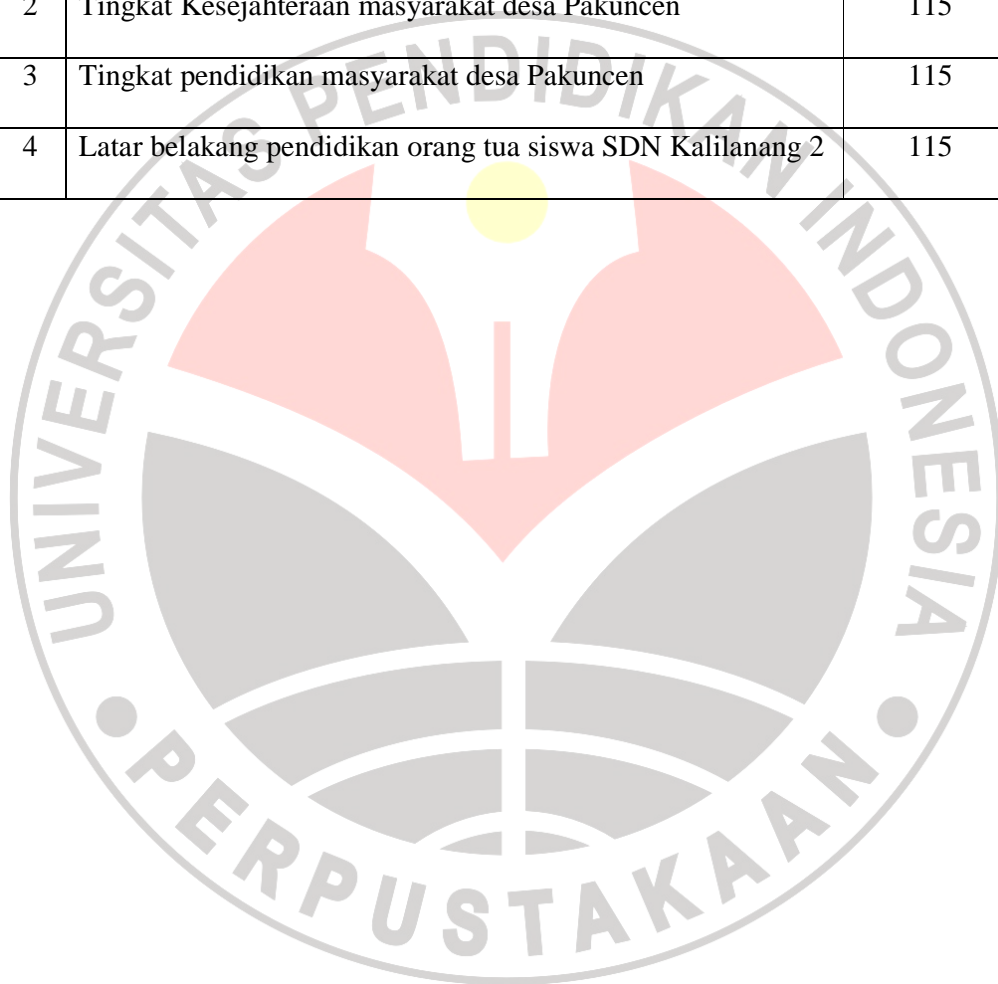 2 Tingkat Kesejahteraan masyarakat desa Pakuncen 115
3 Tingkat pendidikan masyarakat desa Pakuncen 115
4 Latar belakang pendidikan orang tua siswa SDN Kalilanang 2 115
UNIVERSITAS PENDIDIKAN INDONESIA
PERPUSTAKAAN